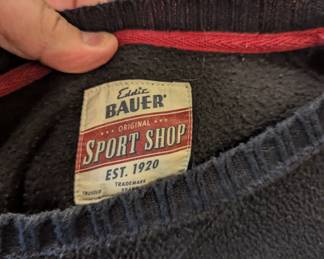 Eddie
BAUER
ORIGINAL
SPORT SHOP
EST. 1920
TRADEMARK